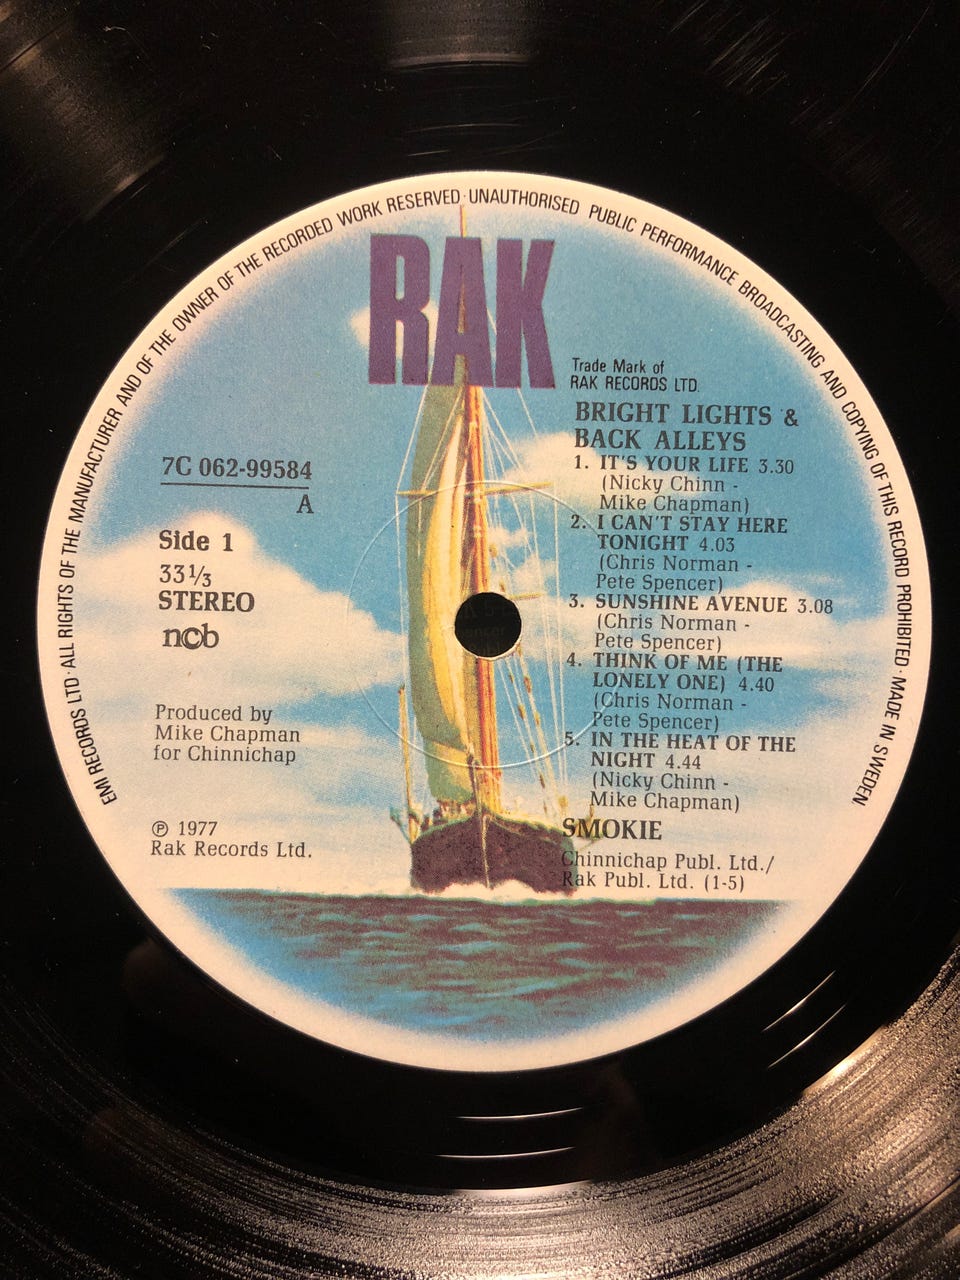 EMI RECORDS LTD · ALL RIGHTS OF THE MANUFACTURER AND OF THE OWNER OF THE RECORDED WORK RESERVED · UNAUTHORISED PUBLIC PERFORMANCE BROADCASTING AND COPYING OF THIS RECORD PROHIBITED · MADE IN SWEDEN
RAK
Trade Mark of
RAK RECORDS LTD.
7C 062-99584
A
Side 1
33⅓
STEREO
ncb
Produced by
Mike Chapman
for Chinnichap
℗ 1977
Rak Records Ltd.
BRIGHT LIGHTS &
BACK ALLEYS
1. IT'S YOUR LIFE 3.30
(Nicky Chinn -
Mike Chapman)
2. I CAN'T STAY HERE
TONIGHT 4.03
(Chris Norman -
Pete Spencer)
3. SUNSHINE AVENUE 3.08
(Chris Norman -
Pete Spencer)
4. THINK OF ME (THE
LONELY ONE) 4.40
(Chris Norman -
Pete Spencer)
5. IN THE HEAT OF THE
NIGHT 4.44
(Nicky Chinn -
Mike Chapman)
SMOKIE
Chinnichap Publ. Ltd./
Rak Publ. Ltd. (1-5)